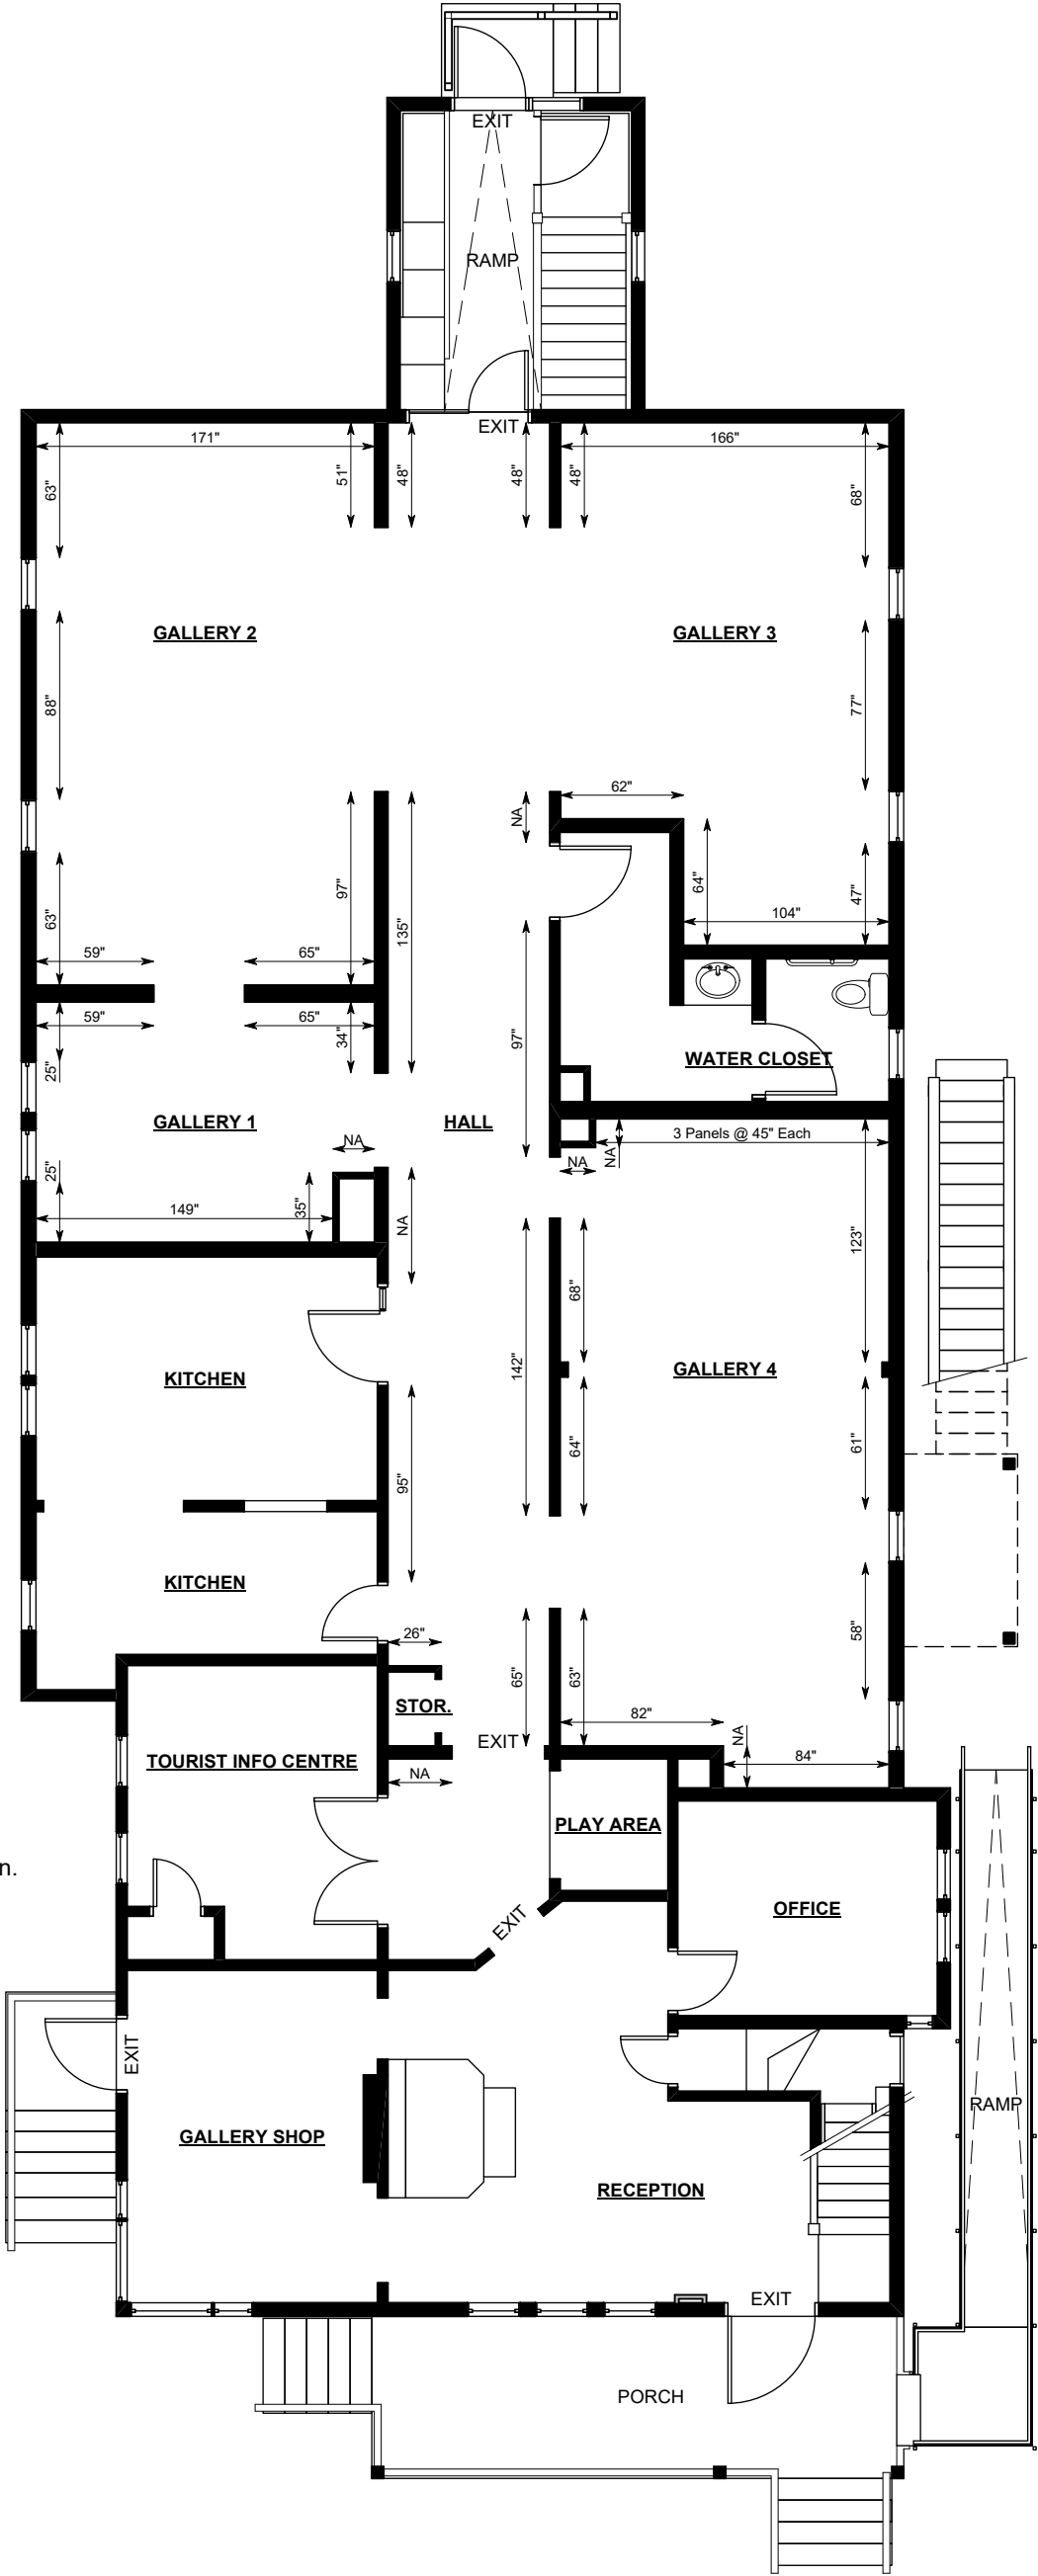 EXIT
RAMP
EXIT
171"
166"
63"
51"
48"
48"
48"
68"
GALLERY 2
GALLERY 3
88"
77"
62"
NA
64"
97"
135"
63"
47"
104"
59"
65"
59"
65"
34"
97"
25"
WATER CLOSET
GALLERY 1
HALL
3 Panels @ 45" Each
NA
NA
NA
25"
149"
35"
NA
123"
68"
142"
GALLERY 4
KITCHEN
64"
61"
95"
KITCHEN
58"
26"
65"
63"
STOR.
82"
EXIT
NA
TOURIST INFO CENTRE
84"
NA
PLAY AREA
n.
OFFICE
EXIT
EXIT
RAMP
GALLERY SHOP
RECEPTION
EXIT
PORCH